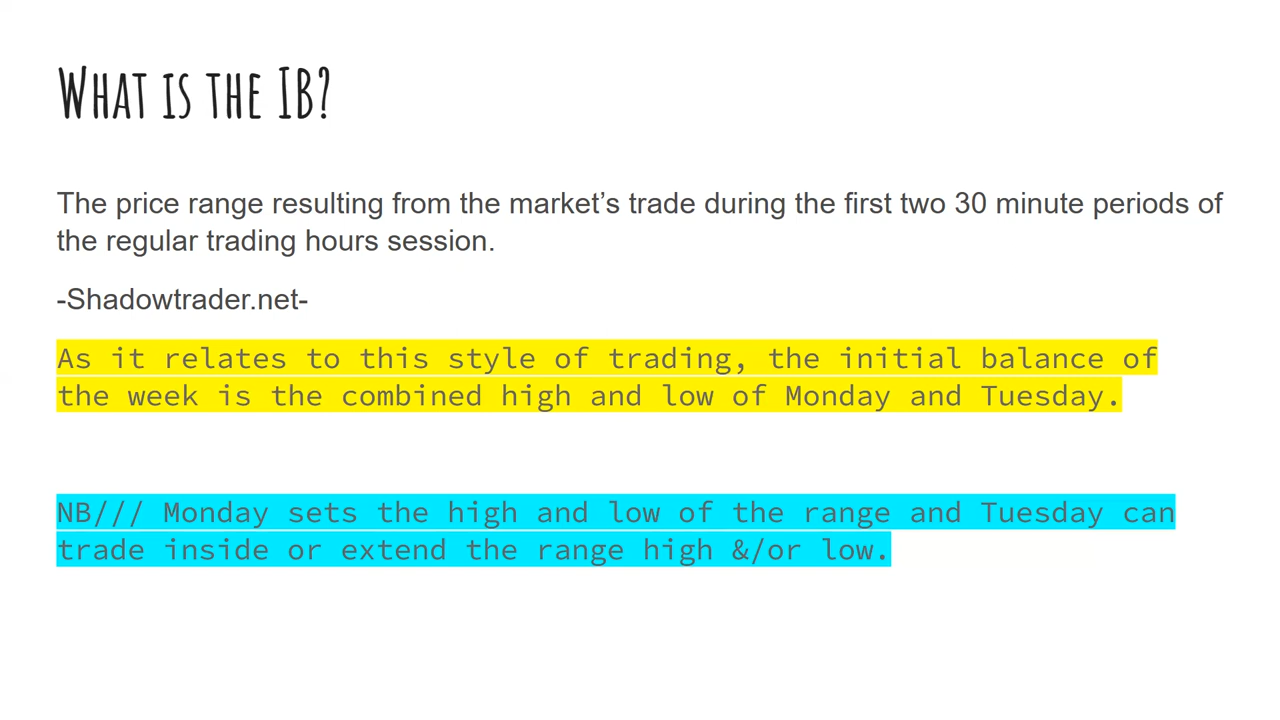 What is the IB?
The price range resulting from the market’s trade during the first two 30 minute periods of
the regular trading hours session.
-Shadowtrader.net-
As it relates to this style of trading, the initial balance of
the week is the combined high and low of Monday and Tuesday.
NB/// Monday sets the high and low of the range and Tuesday can
trade inside or extend the range high &/or low.